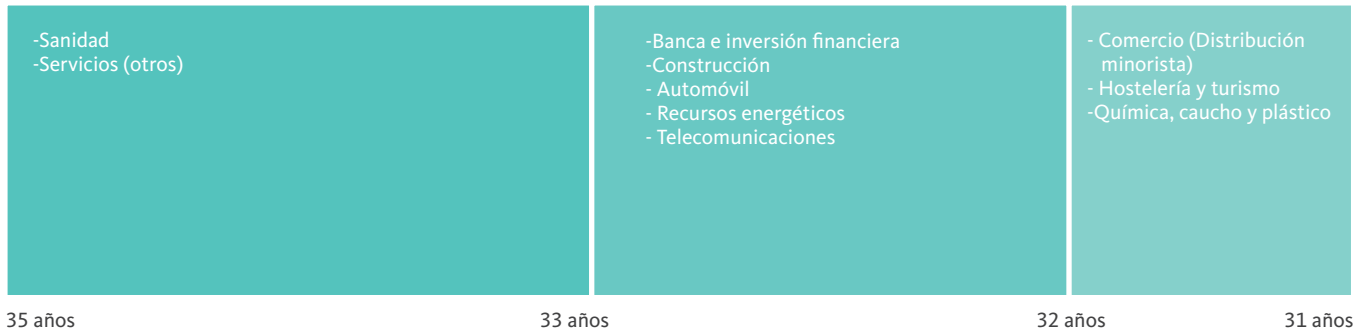 -Sanidad
-Servicios (otros)
-Banca e inversión financiera
-Construcción
- Automóvil
- Recursos energéticos
- Telecomunicaciones
- Comercio (Distribución
minorista)
- Hostelería y turismo
-Química, caucho y plástico
35 años
33 años
32 años
31 años